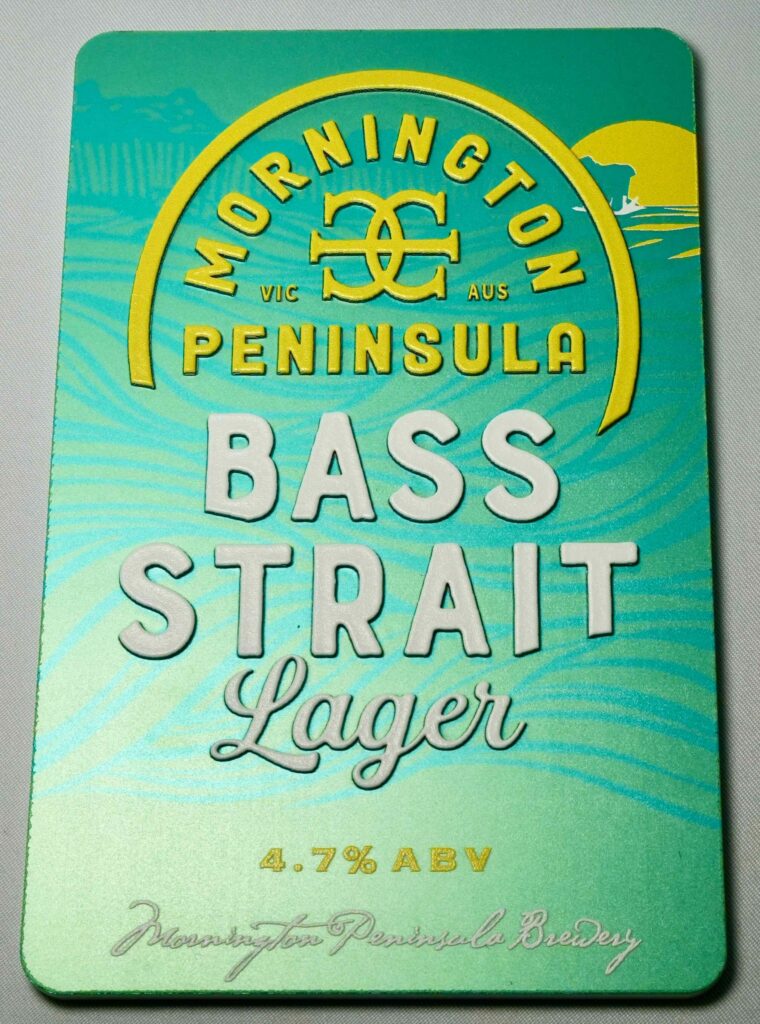 MORNINGTON
VIC AUS
PENINSULA
BASS
STRAIT
Lager
4.7% ABV
Mornington Peninsula Brewery